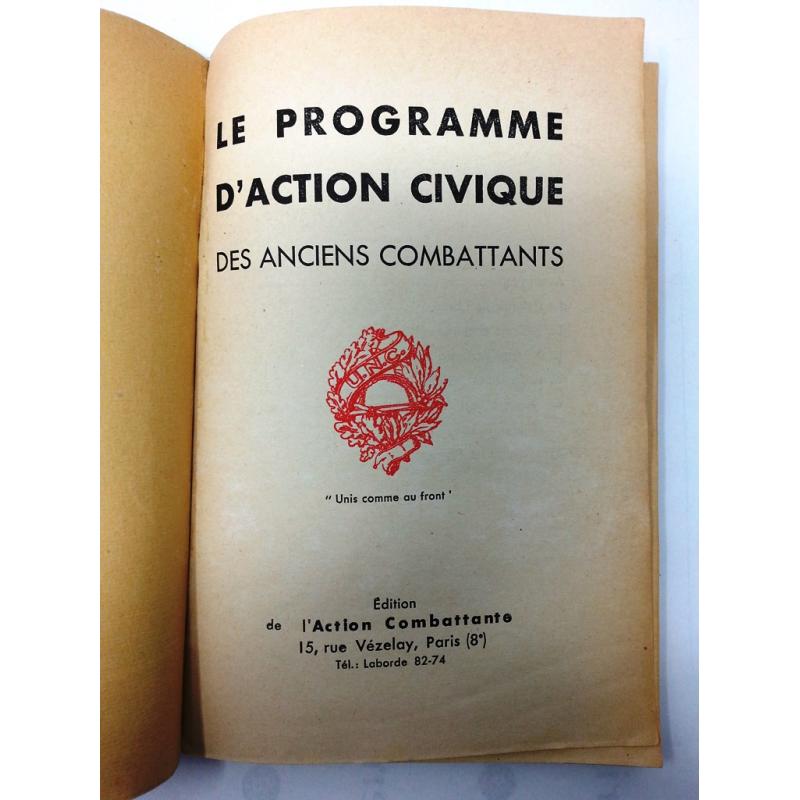 LE PROGRAMME
D'ACTION CIVIQUE
DES ANCIENS COMBATTANTS
U.N.C.
" Unis comme au front '
Édition
de l'Action Combattante
15, rue Vézelay, Paris (8e)
Tél.: Laborde 82-74